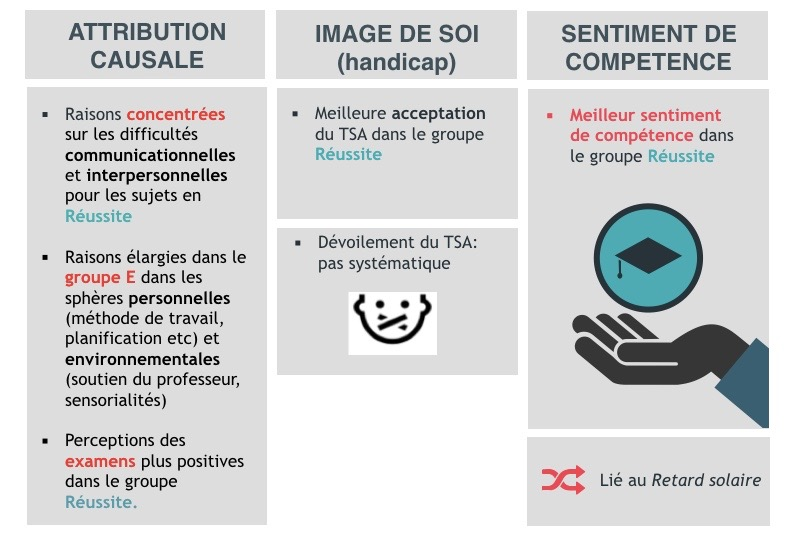 ATTRIBUTION
CAUSALE
▪ Raisons concentrées
sur les difficultés
communicationnelles
et interpersonnelles
pour les sujets en
Réussite
▪ Raisons élargies dans le
groupe E dans les
sphères personnelles
(méthode de travail,
planification etc) et
environnementales
(soutien du professeur,
sensorialités)
▪ Perceptions des
examens plus positives
dans le groupe
Réussite.
IMAGE DE SOI
(handicap)
▪ Meilleure acceptation
du TSA dans le groupe
Réussite
▪ Dévoilement du TSA:
pas systématique
SENTIMENT DE
COMPETENCE
▪ Meilleur sentiment
de compétence dans
le groupe Réussite
Lié au Retard solaire